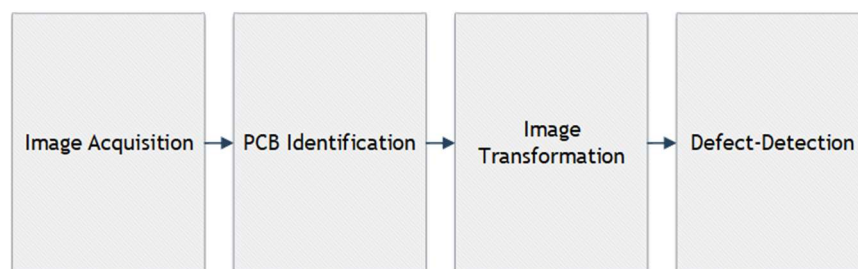 Image Acquisition
PCB Identification
Image
Transformation
Defect-Detection